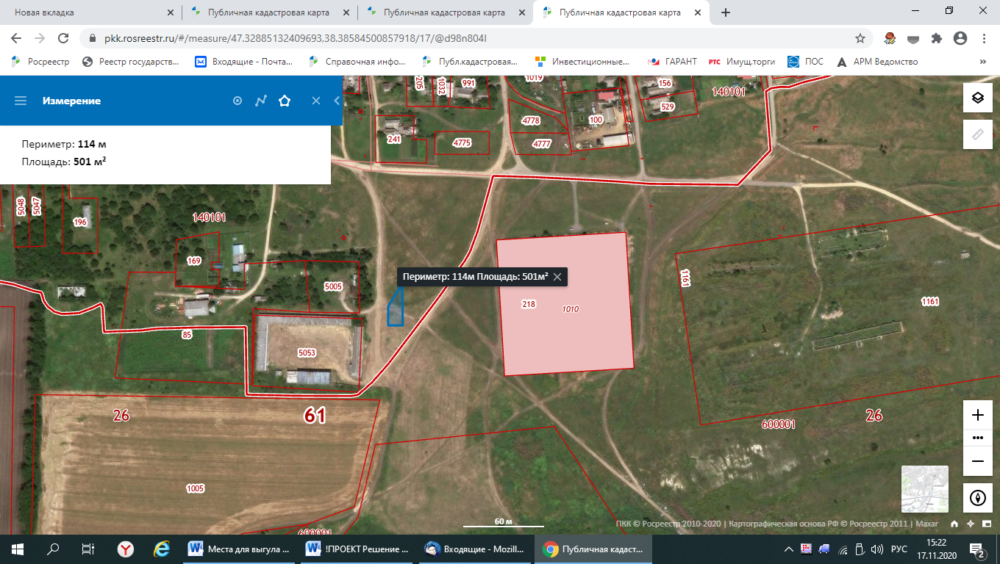 Новая вкладка
Публичная кадастровая карта
Публичная кадастровая карта
Публичная кадастровая карта
pkk.rosreestr.ru/#/measure/47.32885132409693,38.38584500857918/17/@d98n804l
Росреестр
Реестр государств...
Входящие - Почта...
Справочная инфо...
Публ.кадастровая...
Инвестиционные...
ГАРАНТ
РТС Имущ.торги
ПОС
АРМ Ведомство
»
Измерение
Периметр: 114 м
Площадь: 501 м²
205
1032
991
1019
156
140101
529
4778
100
241
4775
4777
5048
5047
196
140101
169
5005
Периметр: 114м Площадь: 501м²
218
1010
1161
1161
85
5053
26
61
600001
26
1005
600001
60 м
ПКК © Росреестр 2010-2020 | Картографическая основа РФ © Росреестр 2011 | Maxar
Места для выгула ...
!ПРОЕКТ Решение ...
Входящие - Mozill...
Публичная кадаст...
РУС
15:22
17.11.2020
2